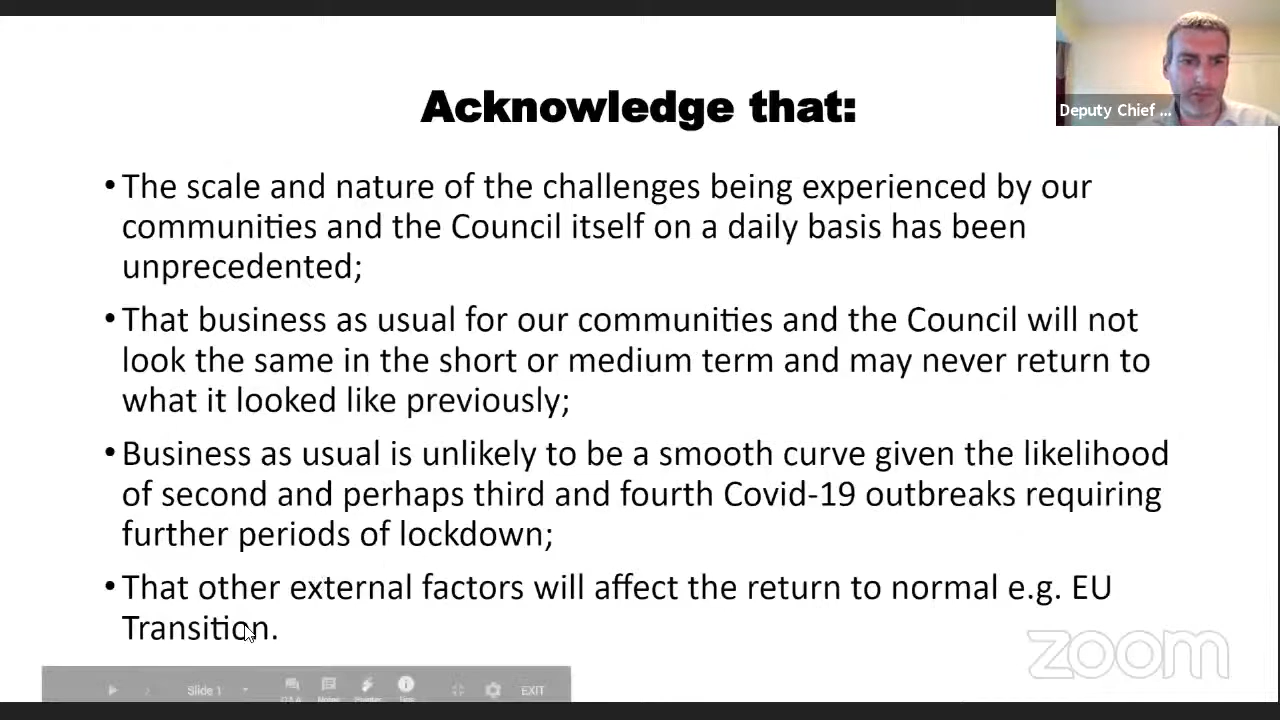 Acknowledge that:
Deputy Chief ...
• The scale and nature of the challenges being experienced by our
communities and the Council itself on a daily basis has been
unprecedented;
• That business as usual for our communities and the Council will not
look the same in the short or medium term and may never return to
what it looked like previously;
• Business as usual is unlikely to be a smooth curve given the likelihood
of second and perhaps third and fourth Covid-19 outbreaks requiring
further periods of lockdown;
• That other external factors will affect the return to normal e.g. EU
Transition.
zoom
Slide 1
Q & A
Notes
Pointer
EXIT